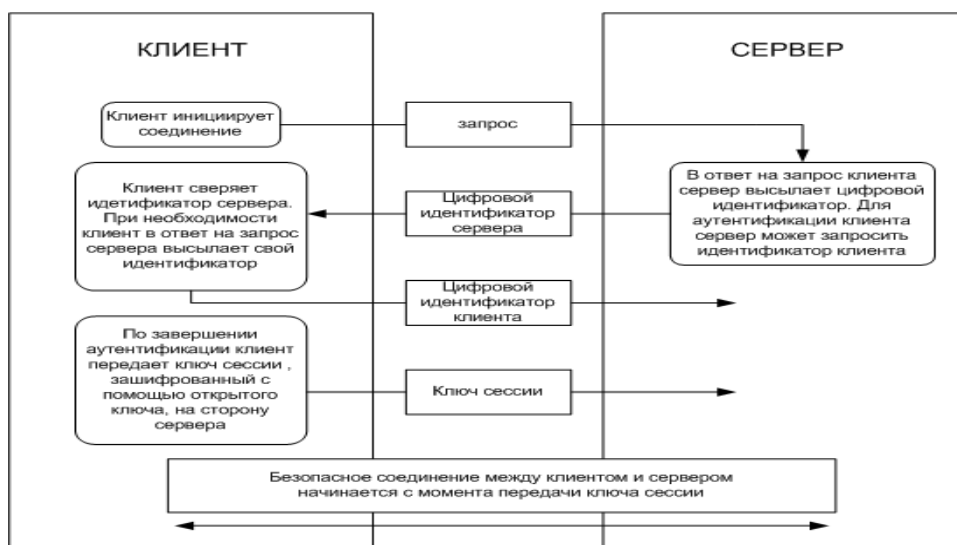 КЛИЕНТ
СЕРВЕР
Клиент инициирует
соединение
запрос
Клиент сверяет
идетификатор сервера.
При необходимости
клиент в ответ на запрос
сервера высылает свой
идентификатор
Цифровой
идентификатор
сервера
В ответ на запрос клиента
сервер высылает цифровой
идентификатор. Для
аутентификации клиента
сервер может запросить
идентификатор клиента
Цифровой
идентификатор
клиента
По завершении
аутентификации клиент
передает ключ сессии ,
зашифрованный с
помощью открытого
ключа, на сторону
сервера
Ключ сессии
Безопасное соединение между клиентом и сервером
начинается с момента передачи ключа сессии